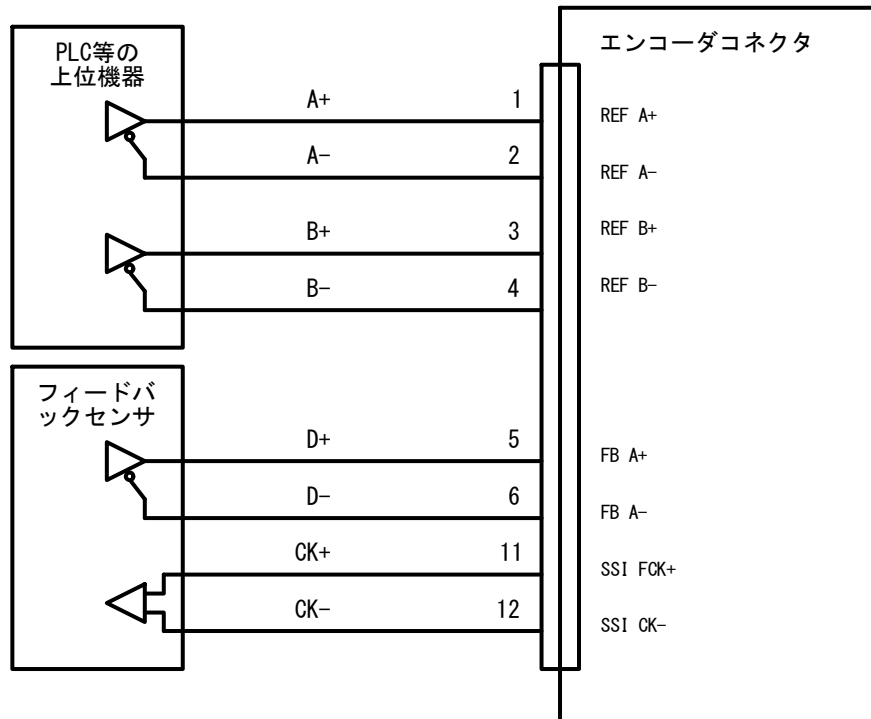 PLC等の
上位機器
エンコーダコネクタ
A+ 1 REF A+
A- 2 REF A-
B+ 3 REF B+
B- 4 REF B-
フィードバ
ックセンサ
D+ 5 FB A+
D- 6 FB A-
CK+ 11 SSI FCK+
CK- 12 SSI CK-